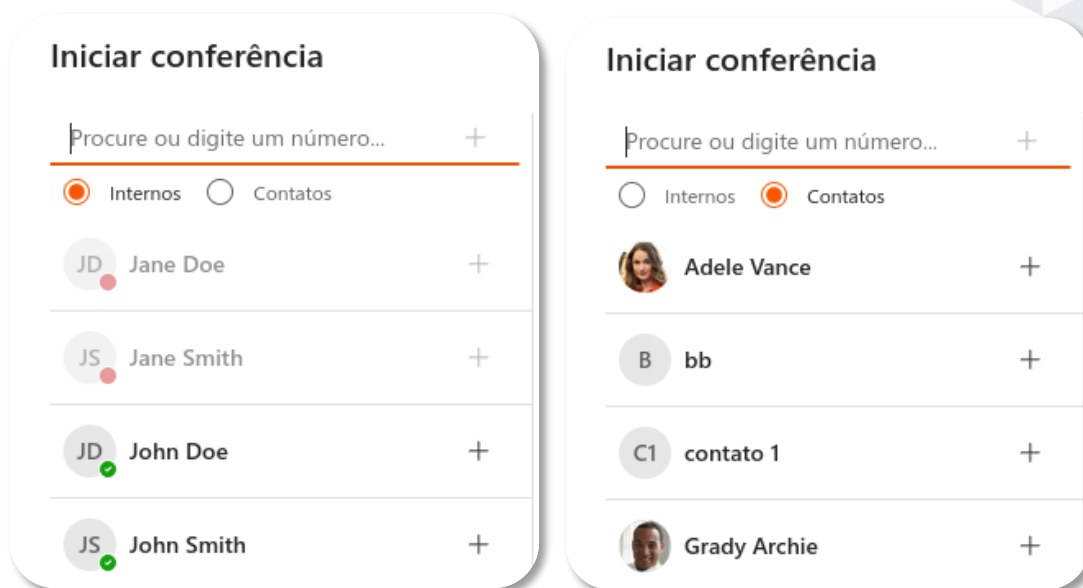 Iniciar conferência
Procure ou digite um número...
Internos Contatos
JD Jane Doe
JS Jane Smith
JD John Doe
JS John Smith
Iniciar conferência
Procure ou digite um número...
Internos Contatos
Adele Vance
B bb
C1 contato 1
Grady Archie